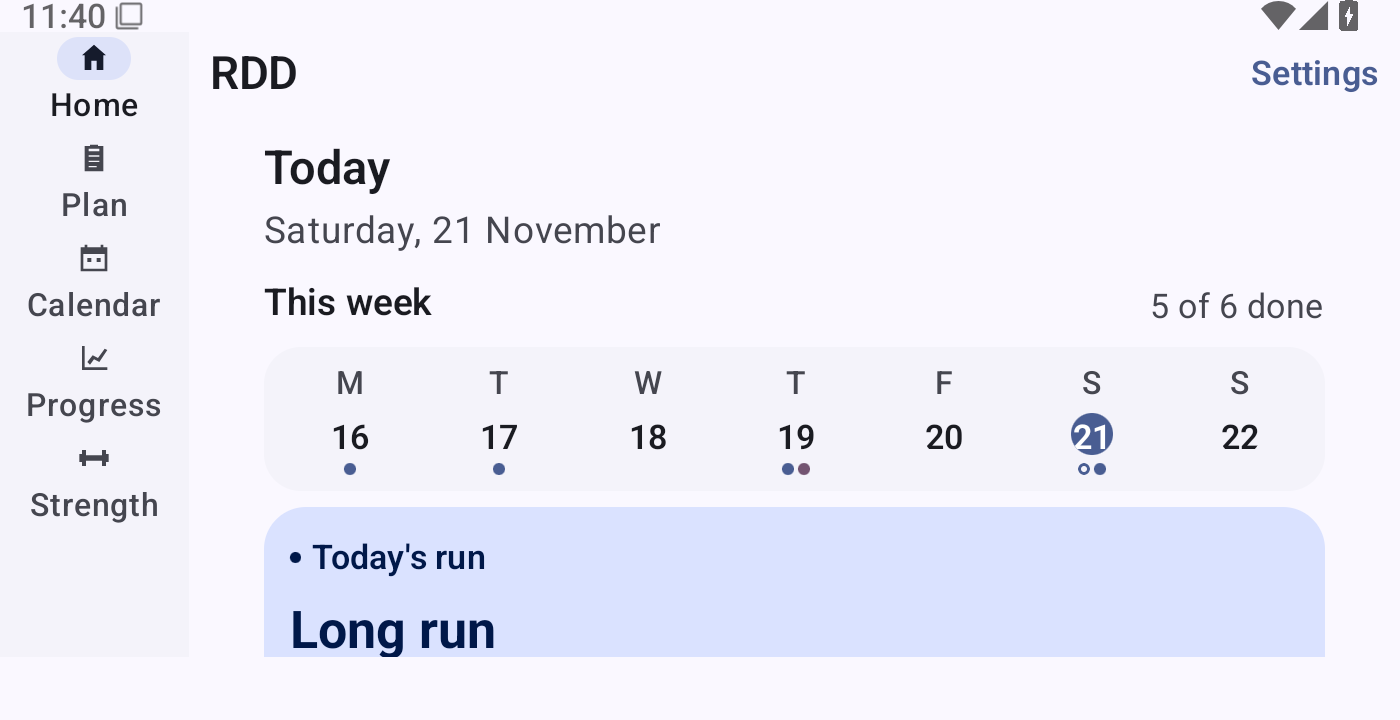 11:40
RDD
Settings
Home
Plan
Calendar
Progress
Strength
Today
Saturday, 21 November
This week
5 of 6 done
M T W T F S S
16 17 18 19 20 21 22
• Today's run
Long run